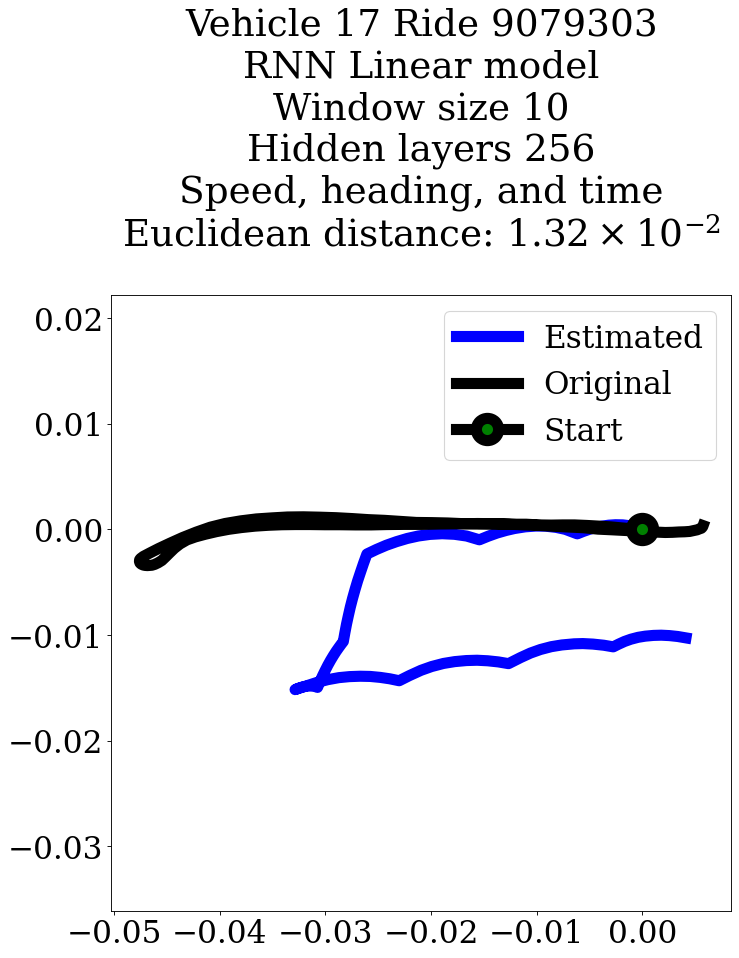 Vehicle 17 Ride 9079303
RNN Linear model
Window size 10
Hidden layers 256
Speed, heading, and time
Euclidean distance: 1.32 × 10⁻²
Estimated
Original
Start
0.02
0.01
0.00
−0.01
−0.02
−0.03
−0.05 −0.04 −0.03 −0.02 −0.01 0.00